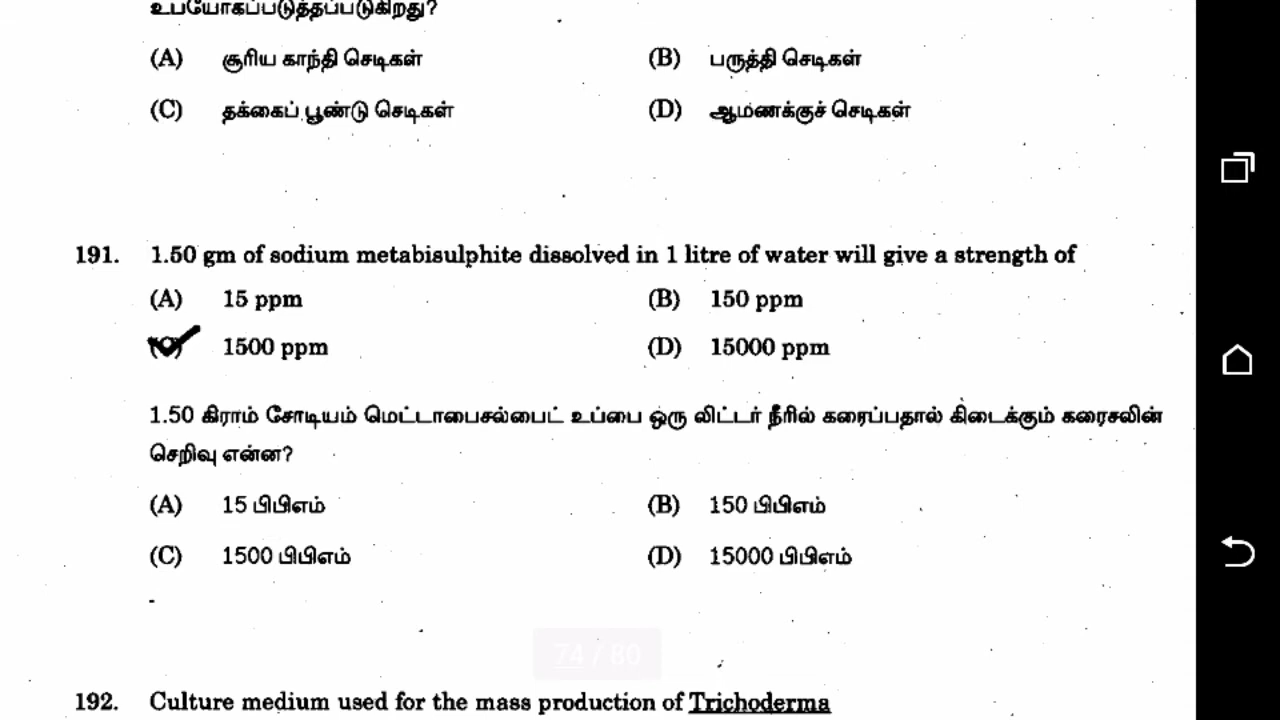 உபயோகப்படுத்தப்படுகிறது?
(A) சூரிய காந்தி செடிகள் (B) பருத்தி செடிகள்
(C) தக்கைப் பூண்டு செடிகள் (D) ஆமணக்குச் செடிகள்
191. 1.50 gm of sodium metabisulphite dissolved in 1 litre of water will give a strength of
(A) 15 ppm (B) 150 ppm
(C) 1500 ppm (D) 15000 ppm
1.50 கிராம் சோடியம் மெட்டாபைசல்பைட் உப்பை ஒரு லிட்டர் நீரில் கரைப்பதால் கிடைக்கும் கரைசலின்
செறிவு என்ன?
(A) 15 பிபிஎம் (B) 150 பிபிஎம்
(C) 1500 பிபிஎம் (D) 15000 பிபிஎம்
74 / 80
192. Culture medium used for the mass production of Trichoderma